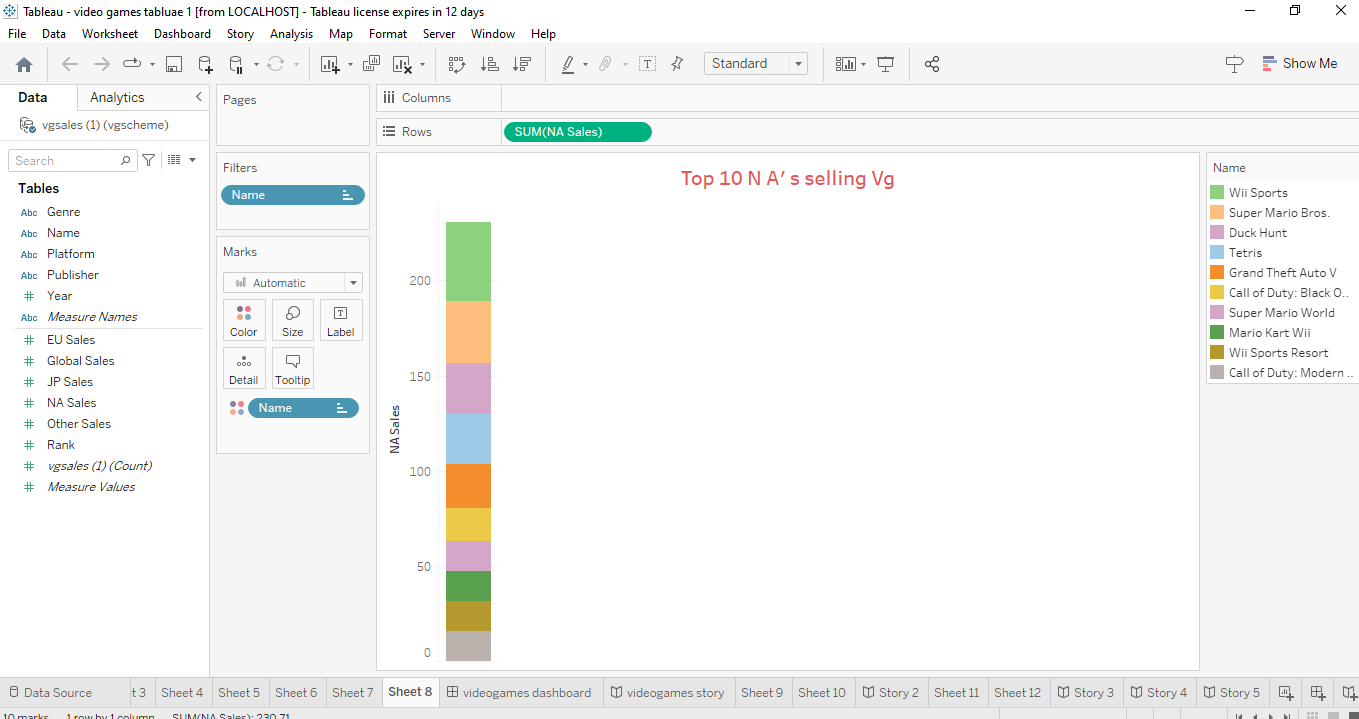 Tableau - video games tabluae 1 [from LOCALHOST] - Tableau license expires in 12 days
File Data Worksheet Dashboard Story Analysis Map Format Server Window Help
Standard
Show Me
Data
Analytics
vgsales (1) (vgscheme)
Search
Tables
Abc Genre
Abc Name
Abc Platform
Abc Publisher
# Year
Abc Measure Names
# EU Sales
# Global Sales
# JP Sales
# NA Sales
# Other Sales
# Rank
# vgsales (1) (Count)
# Measure Values
Pages
Filters
Name
Marks
Automatic
Color Size Label
Detail Tooltip
Name
Columns
Rows
SUM(NA Sales)
Top 10 N A’ s selling Vg
NA Sales
200
150
100
50
0
Name
Wii Sports
Super Mario Bros.
Duck Hunt
Tetris
Grand Theft Auto V
Call of Duty: Black O..
Super Mario World
Mario Kart Wii
Wii Sports Resort
Call of Duty: Modern ..
Data Source t 3 Sheet 4 Sheet 5 Sheet 6 Sheet 7 Sheet 8 videogames dashboard videogames story Sheet 9 Sheet 10 Story 2 Sheet 11 Sheet 12 Story 3 Story 4 Story 5
10 marks 1 row by 1 column SUM(NA Sales): 230.71